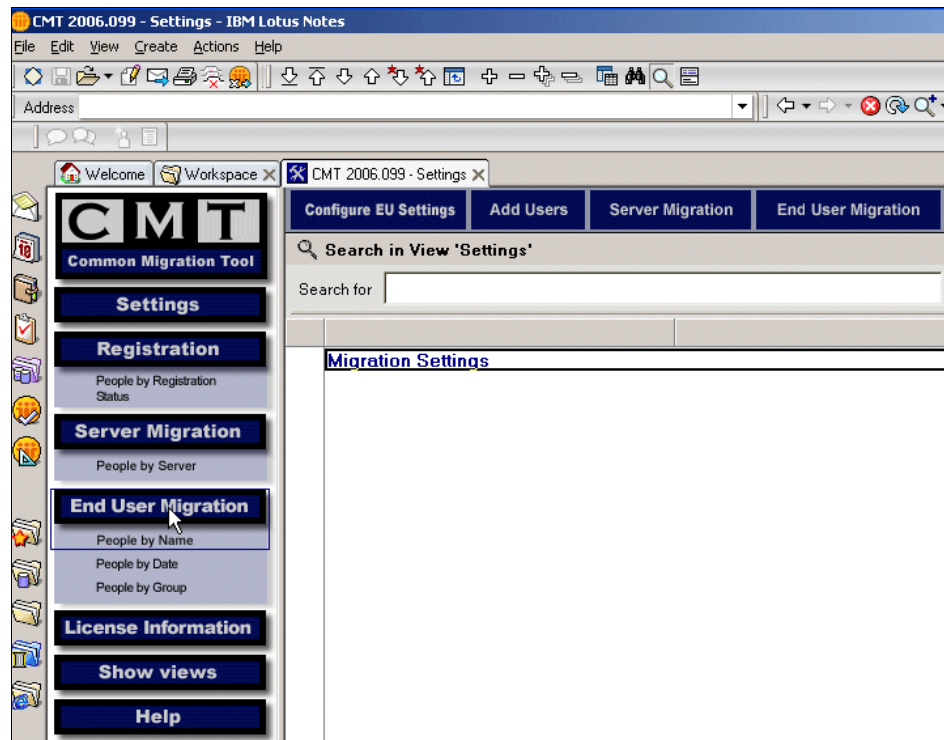 CMT 2006.099 - Settings - IBM Lotus Notes
File Edit View Create Actions Help
Address
Welcome Workspace CMT 2006.099 - Settings
CMT
Common Migration Tool
Settings
Registration
People by Registration
Status
Server Migration
People by Server
End User Migration
People by Name
People by Date
People by Group
License Information
Show views
Help
Configure EU Settings Add Users Server Migration End User Migration
Search in View 'Settings'
Search for
Migration Settings
18